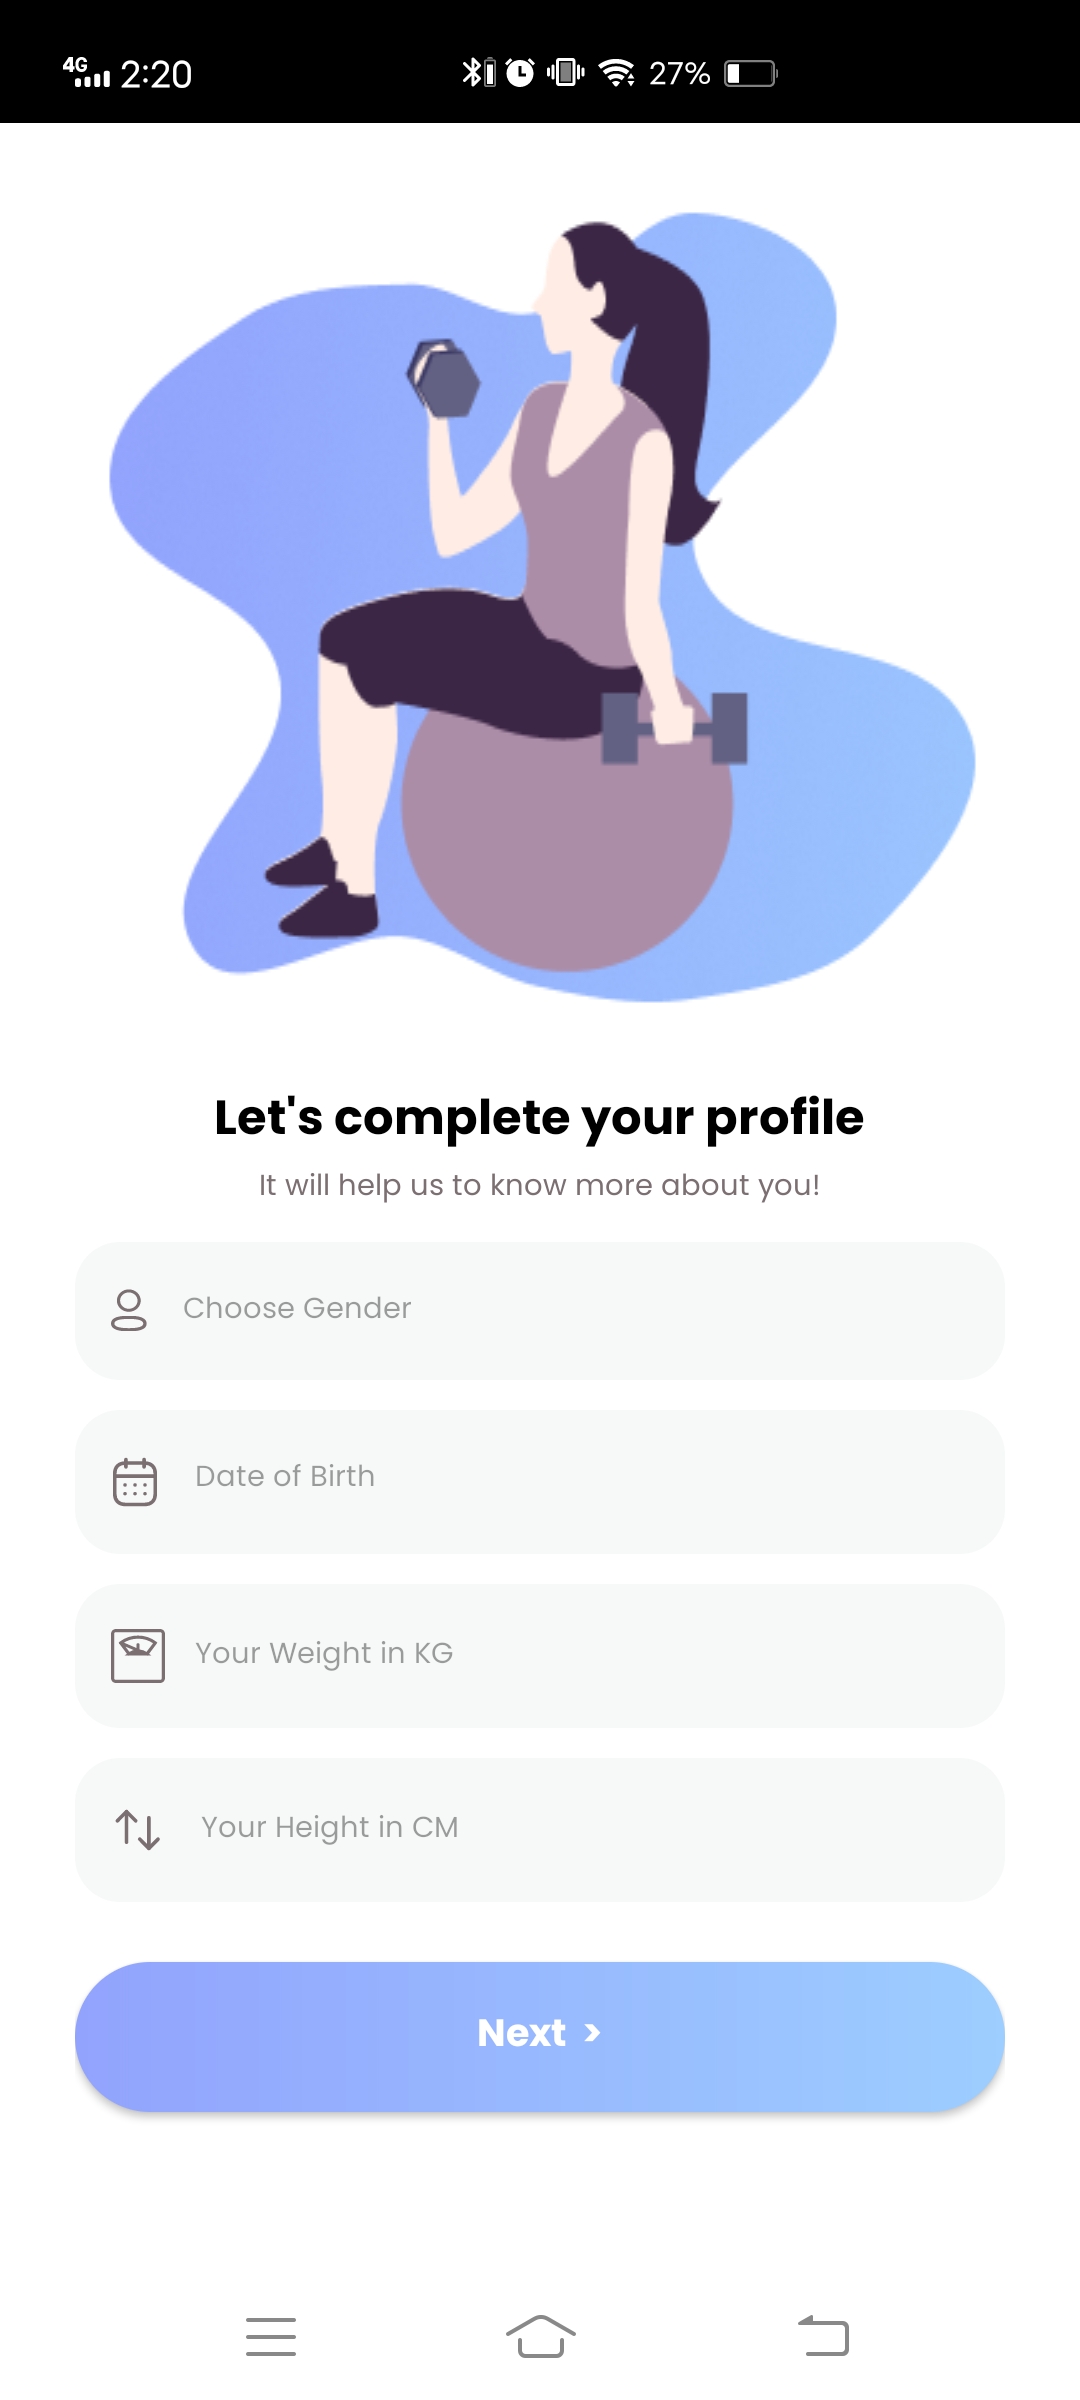 4G 2:20 27%
Let's complete your profile
It will help us to know more about you!
Choose Gender
Date of Birth
Your Weight in KG
Your Height in CM
Next >